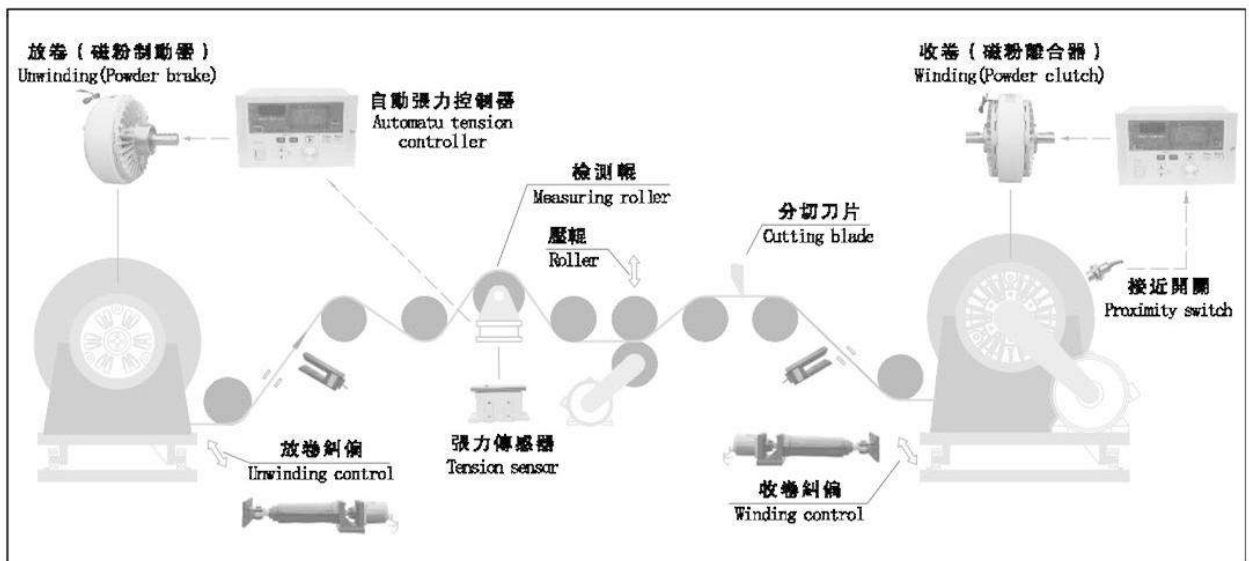 放卷（磁粉制動器）
Unwinding(Powder brake)
自動張力控制器
Automatu tension
controller
檢測輥
Measuring roller
壓輥
Roller
分切刀片
Cutting blade
收卷（磁粉離合器）
Winding(Powder clutch)
接近開關
Proximity switch
放卷糾偏
Unwinding control
張力傳感器
Tension sensar
收卷糾偏
Winding control